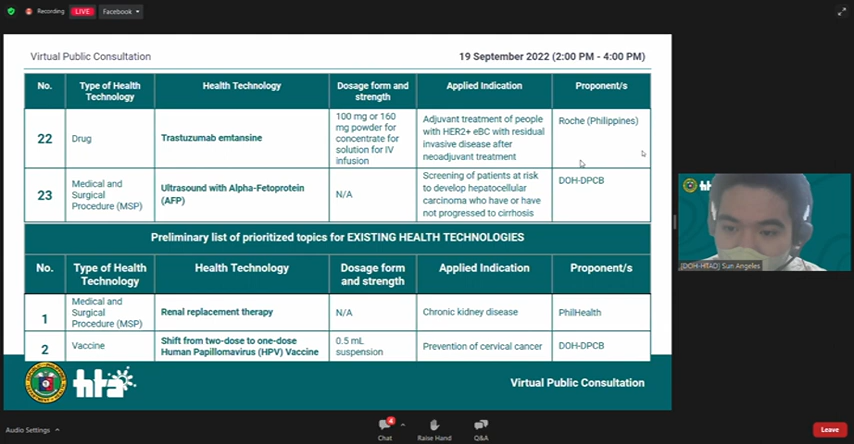 Recording
LIVE
Facebook
Virtual Public Consultation
19 September 2022 (2:00 PM - 4:00 PM)
No.
Type of Health
Technology
Health Technology
Dosage form and
strength
Applied Indication
Proponent/s
22
Drug
Trastuzumab emtansine
100 mg or 160
mg powder for
concentrate for
solution for IV
infusion
Adjuvant treatment of people
with HER2+ eBC with residual
invasive disease after
neoadjuvant treatment
Roche (Philippines)
23
Medical and
Surgical
Procedure (MSP)
Ultrasound with Alpha-Fetoprotein
(AFP)
N/A
Screening of patients at risk
to develop hepatocellular
carcinoma who have or have
not progressed to cirrhosis
DOH-DPCB
Preliminary list of prioritized topics for EXISTING HEALTH TECHNOLOGIES
No.
Type of Health
Technology
Health Technology
Dosage form
and strength
Applied Indication
Proponent/s
1
Medical and
Surgical
Procedure (MSP)
Renal replacement therapy
N/A
Chronic kidney disease
PhilHealth
2
Vaccine
Shift from two-dose to one-dose
Human Papillomavirus (HPV) Vaccine
0.5 mL
suspension
Prevention of cervical cancer
DOH-DPCB
hta
Virtual Public Consultation
[DOH-HTAD] Sun Angeles
Audio Settings
4
Chat
Raise Hand
Q&A
Leave